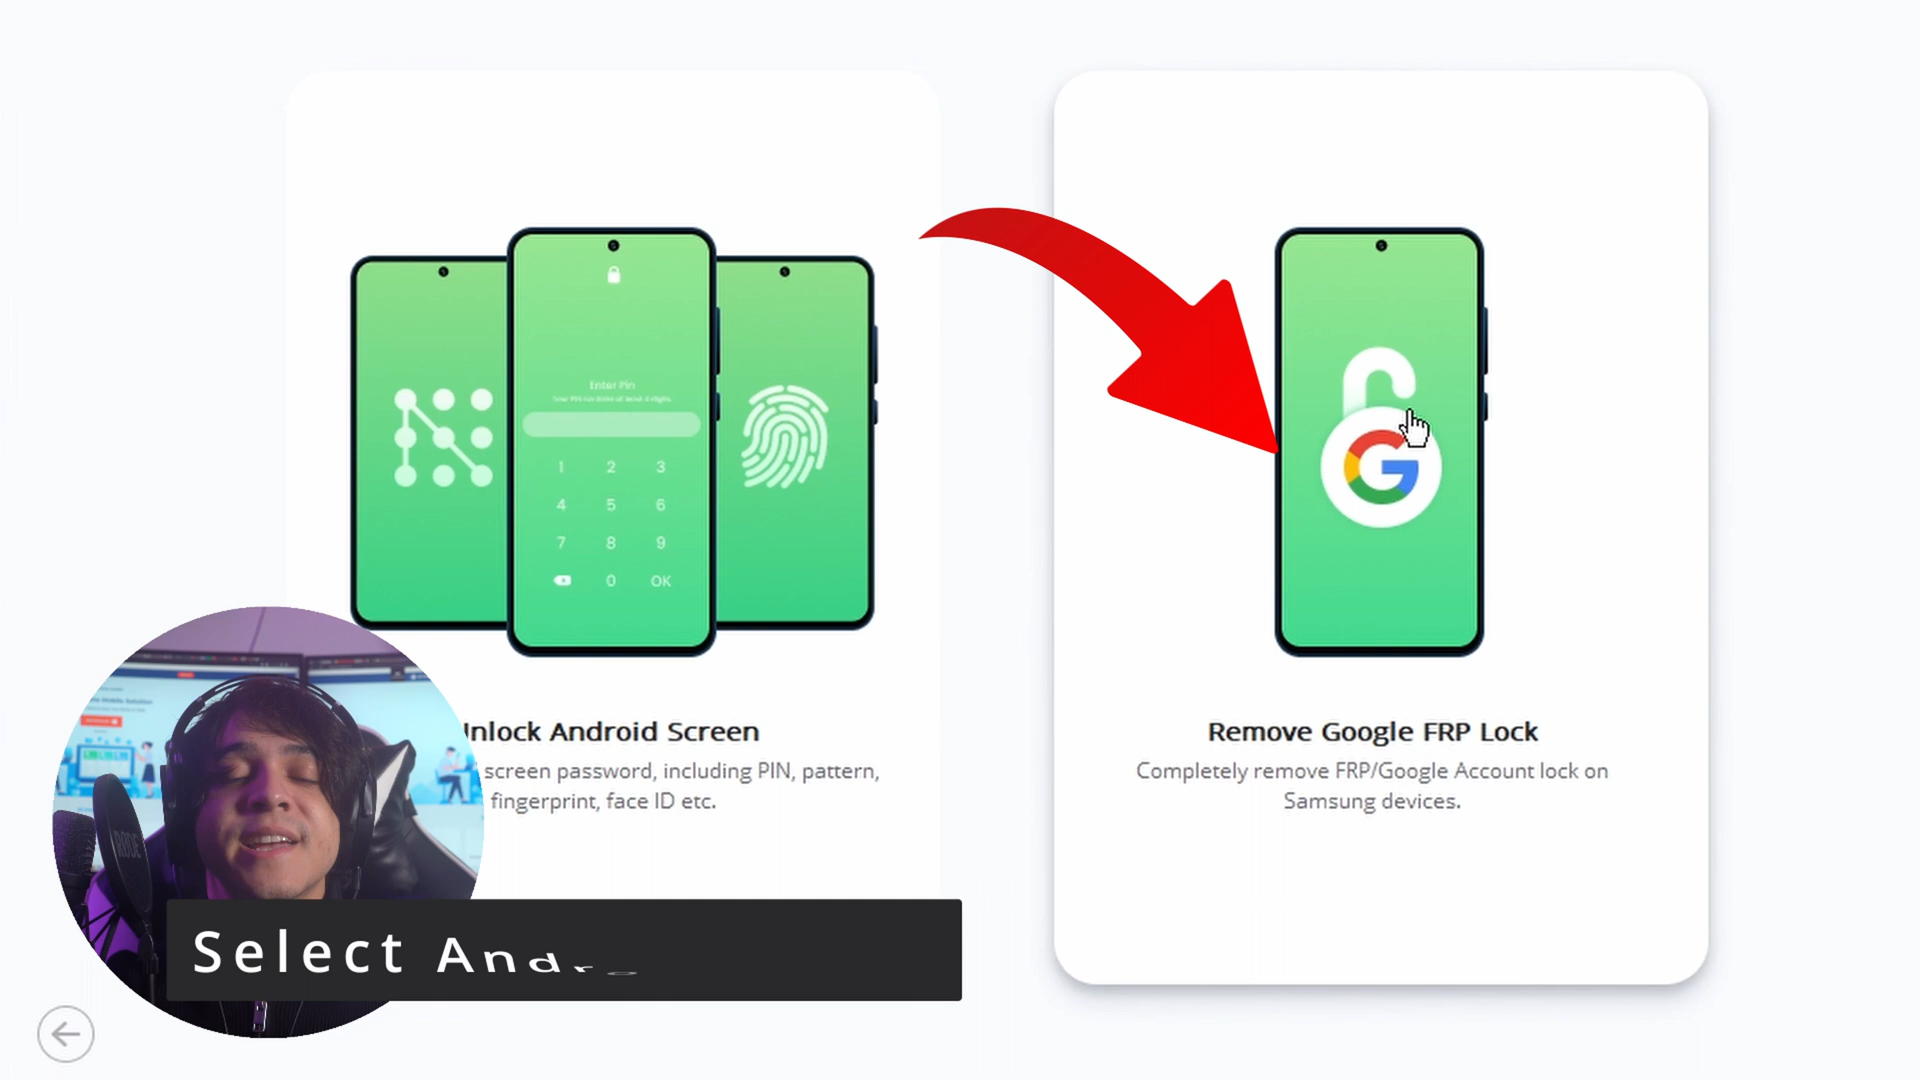 Enter Pin
1 2 3
4 5 6
7 8 9
0 OK
G
nlock Android Screen
screen password, including PIN, pattern,
fingerprint, face ID etc.
Remove Google FRP Lock
Completely remove FRP/Google Account lock on
Samsung devices.
RODE
Select Andro